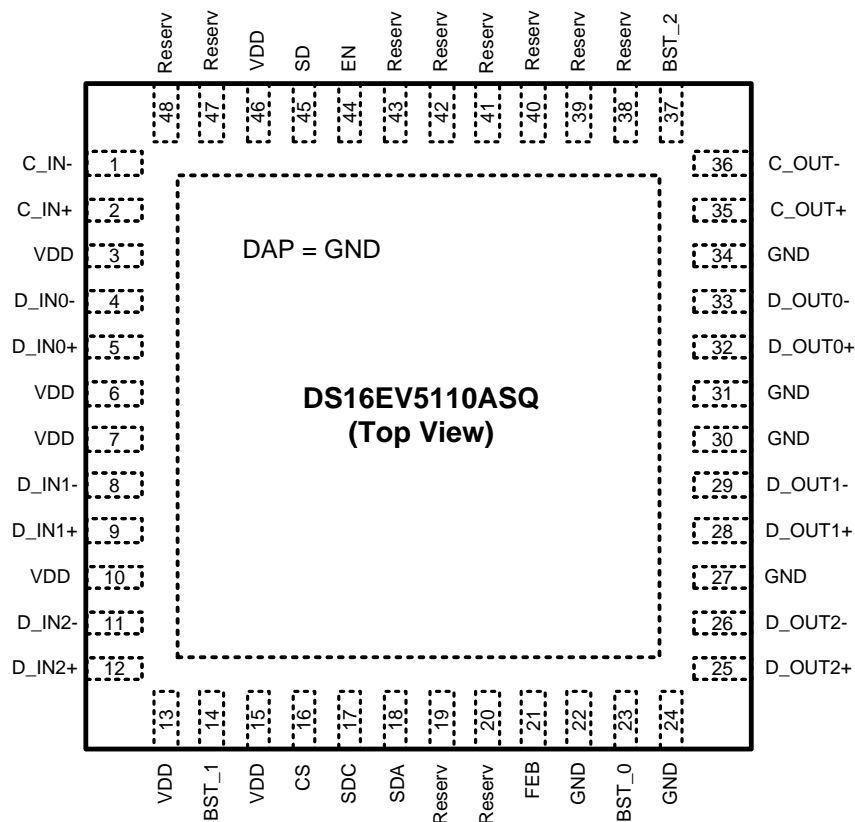 Reserv
Reserv
VDD
SD
EN
Reserv
Reserv
Reserv
Reserv
Reserv
Reserv
BST_2
48
47
46
45
44
43
42
41
40
39
38
37
C_IN- 1
C_IN+ 2
VDD 3
D_IN0- 4
D_IN0+ 5
VDD 6
VDD 7
D_IN1- 8
D_IN1+ 9
VDD 10
D_IN2- 11
D_IN2+ 12
DAP = GND
DS16EV5110ASQ
(Top View)
36 C_OUT-
35 C_OUT+
34 GND
33 D_OUT0-
32 D_OUT0+
31 GND
30 GND
29 D_OUT1-
28 D_OUT1+
27 GND
26 D_OUT2-
25 D_OUT2+
13
14
15
16
17
18
19
20
21
22
23
24
VDD
BST_1
VDD
CS
SDC
SDA
Reserv
Reserv
FEB
GND
BST_0
GND